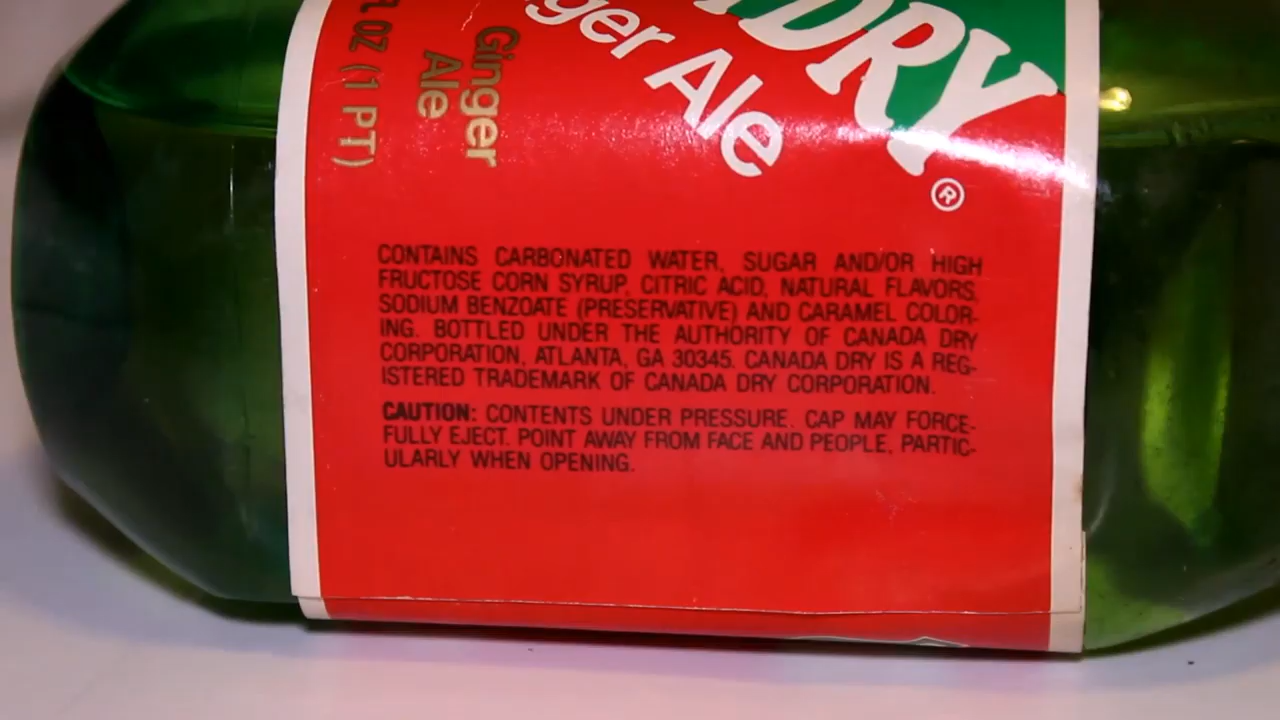 DRY
Ale
®
Ginger
Ale
OZ (1 PT)
CONTAINS CARBONATED WATER, SUGAR AND/OR HIGH
FRUCTOSE CORN SYRUP, CITRIC ACID, NATURAL FLAVORS,
SODIUM BENZOATE (PRESERVATIVE) AND CARAMEL COLOR-
ING. BOTTLED UNDER THE AUTHORITY OF CANADA DRY
CORPORATION, ATLANTA, GA 30345. CANADA DRY IS A REG-
ISTERED TRADEMARK OF CANADA DRY CORPORATION.
CAUTION: CONTENTS UNDER PRESSURE. CAP MAY FORCE-
FULLY EJECT. POINT AWAY FROM FACE AND PEOPLE, PARTIC-
ULARLY WHEN OPENING.